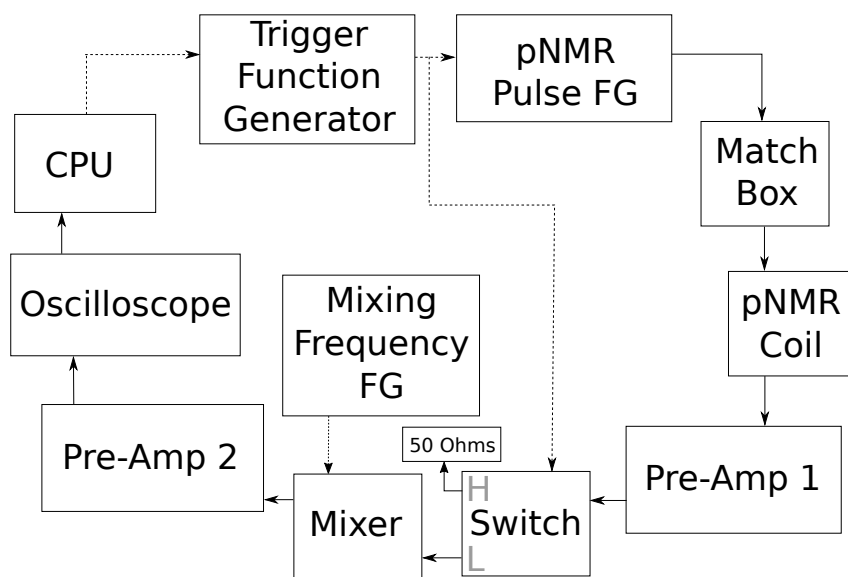 Trigger
Function
Generator
pNMR
Pulse FG
CPU
Match
Box
Oscilloscope
Mixing
Frequency
FG
pNMR
Coil
Pre-Amp 2
50 Ohms
Pre-Amp 1
H
Switch
L
Mixer